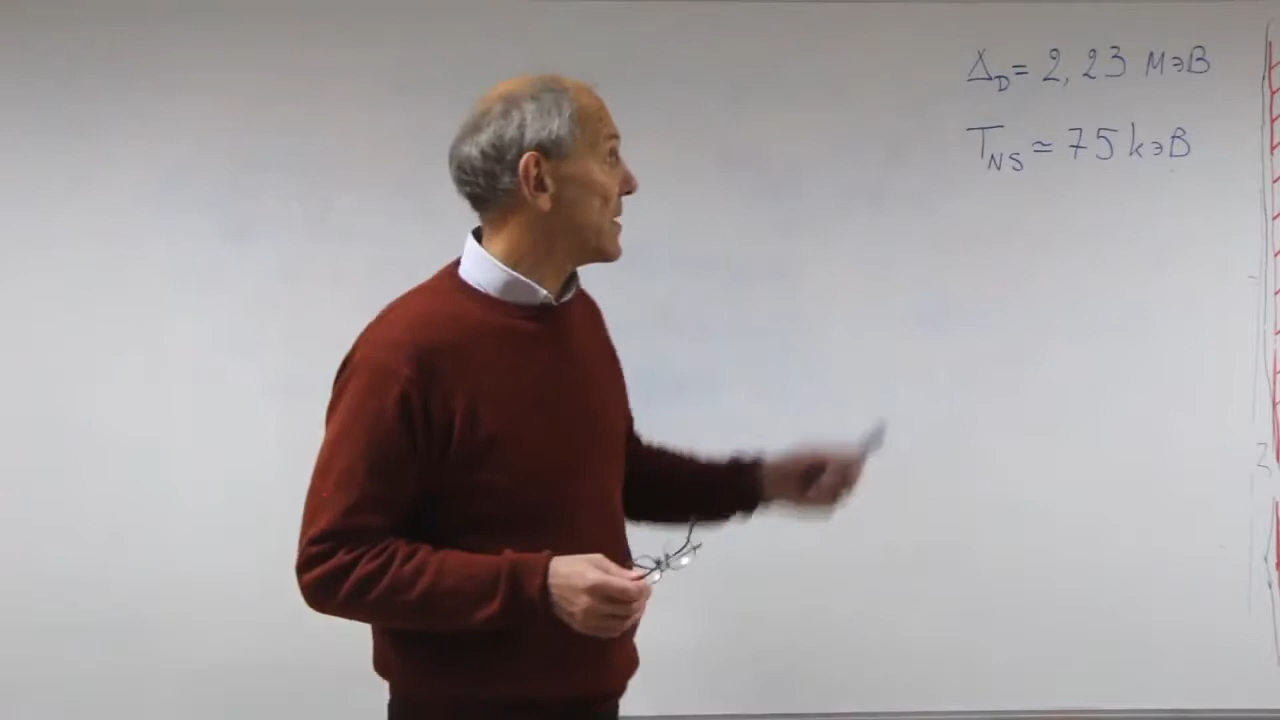 Δ_D = 2,23 МэВ
T_NS ≃ 75 кэВ